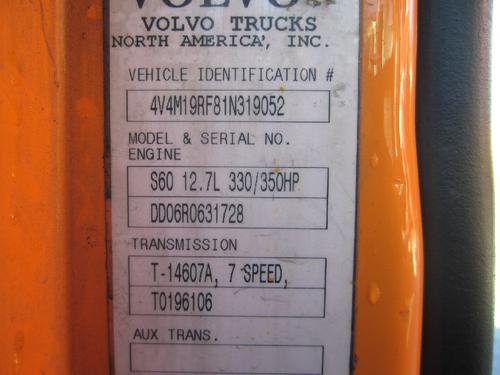 VOLVO
VOLVO TRUCKS
NORTH AMERICA, INC.
VEHICLE IDENTIFICATION #
4V4M19RF81N319052
MODEL & SERIAL NO.
ENGINE
S60 12.7L 330/350HP
DD06R0631728
TRANSMISSION
T-14607A, 7 SPEED,
T0196106
AUX TRANS.